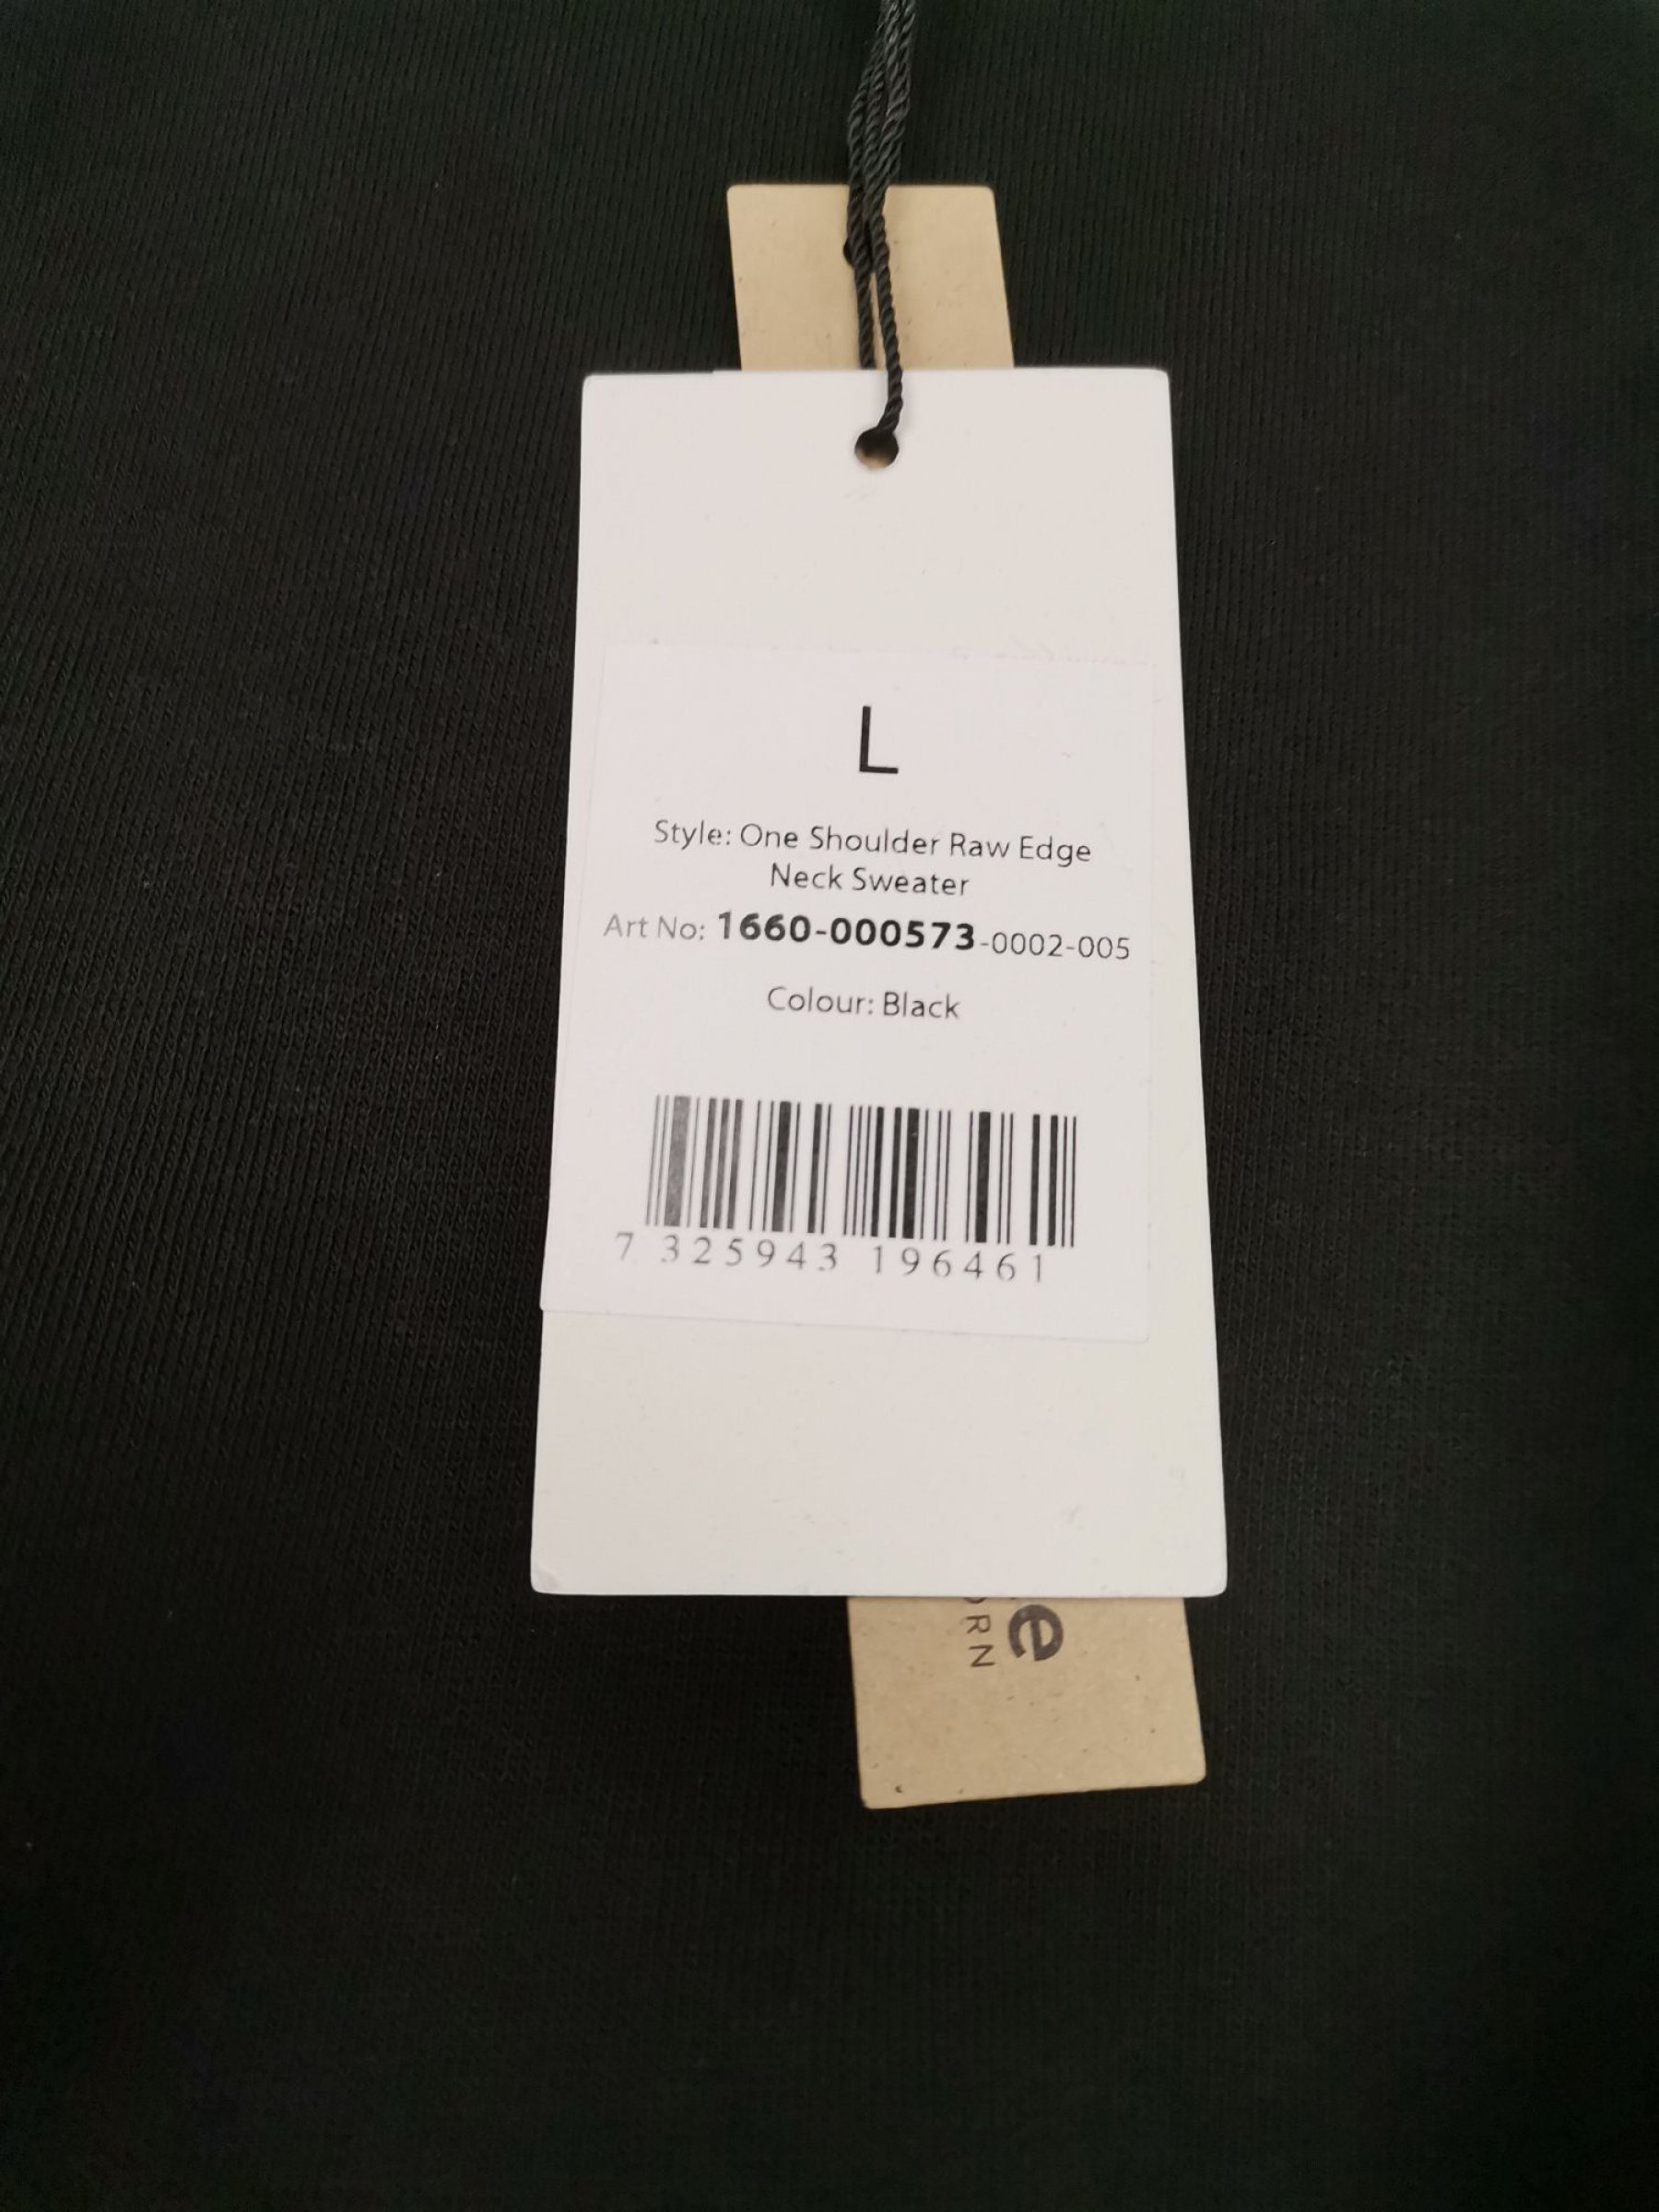 L
Style: One Shoulder Raw Edge
Neck Sweater
Art No: 1660-000573-0002-005
Colour: Black
7 325943 196461